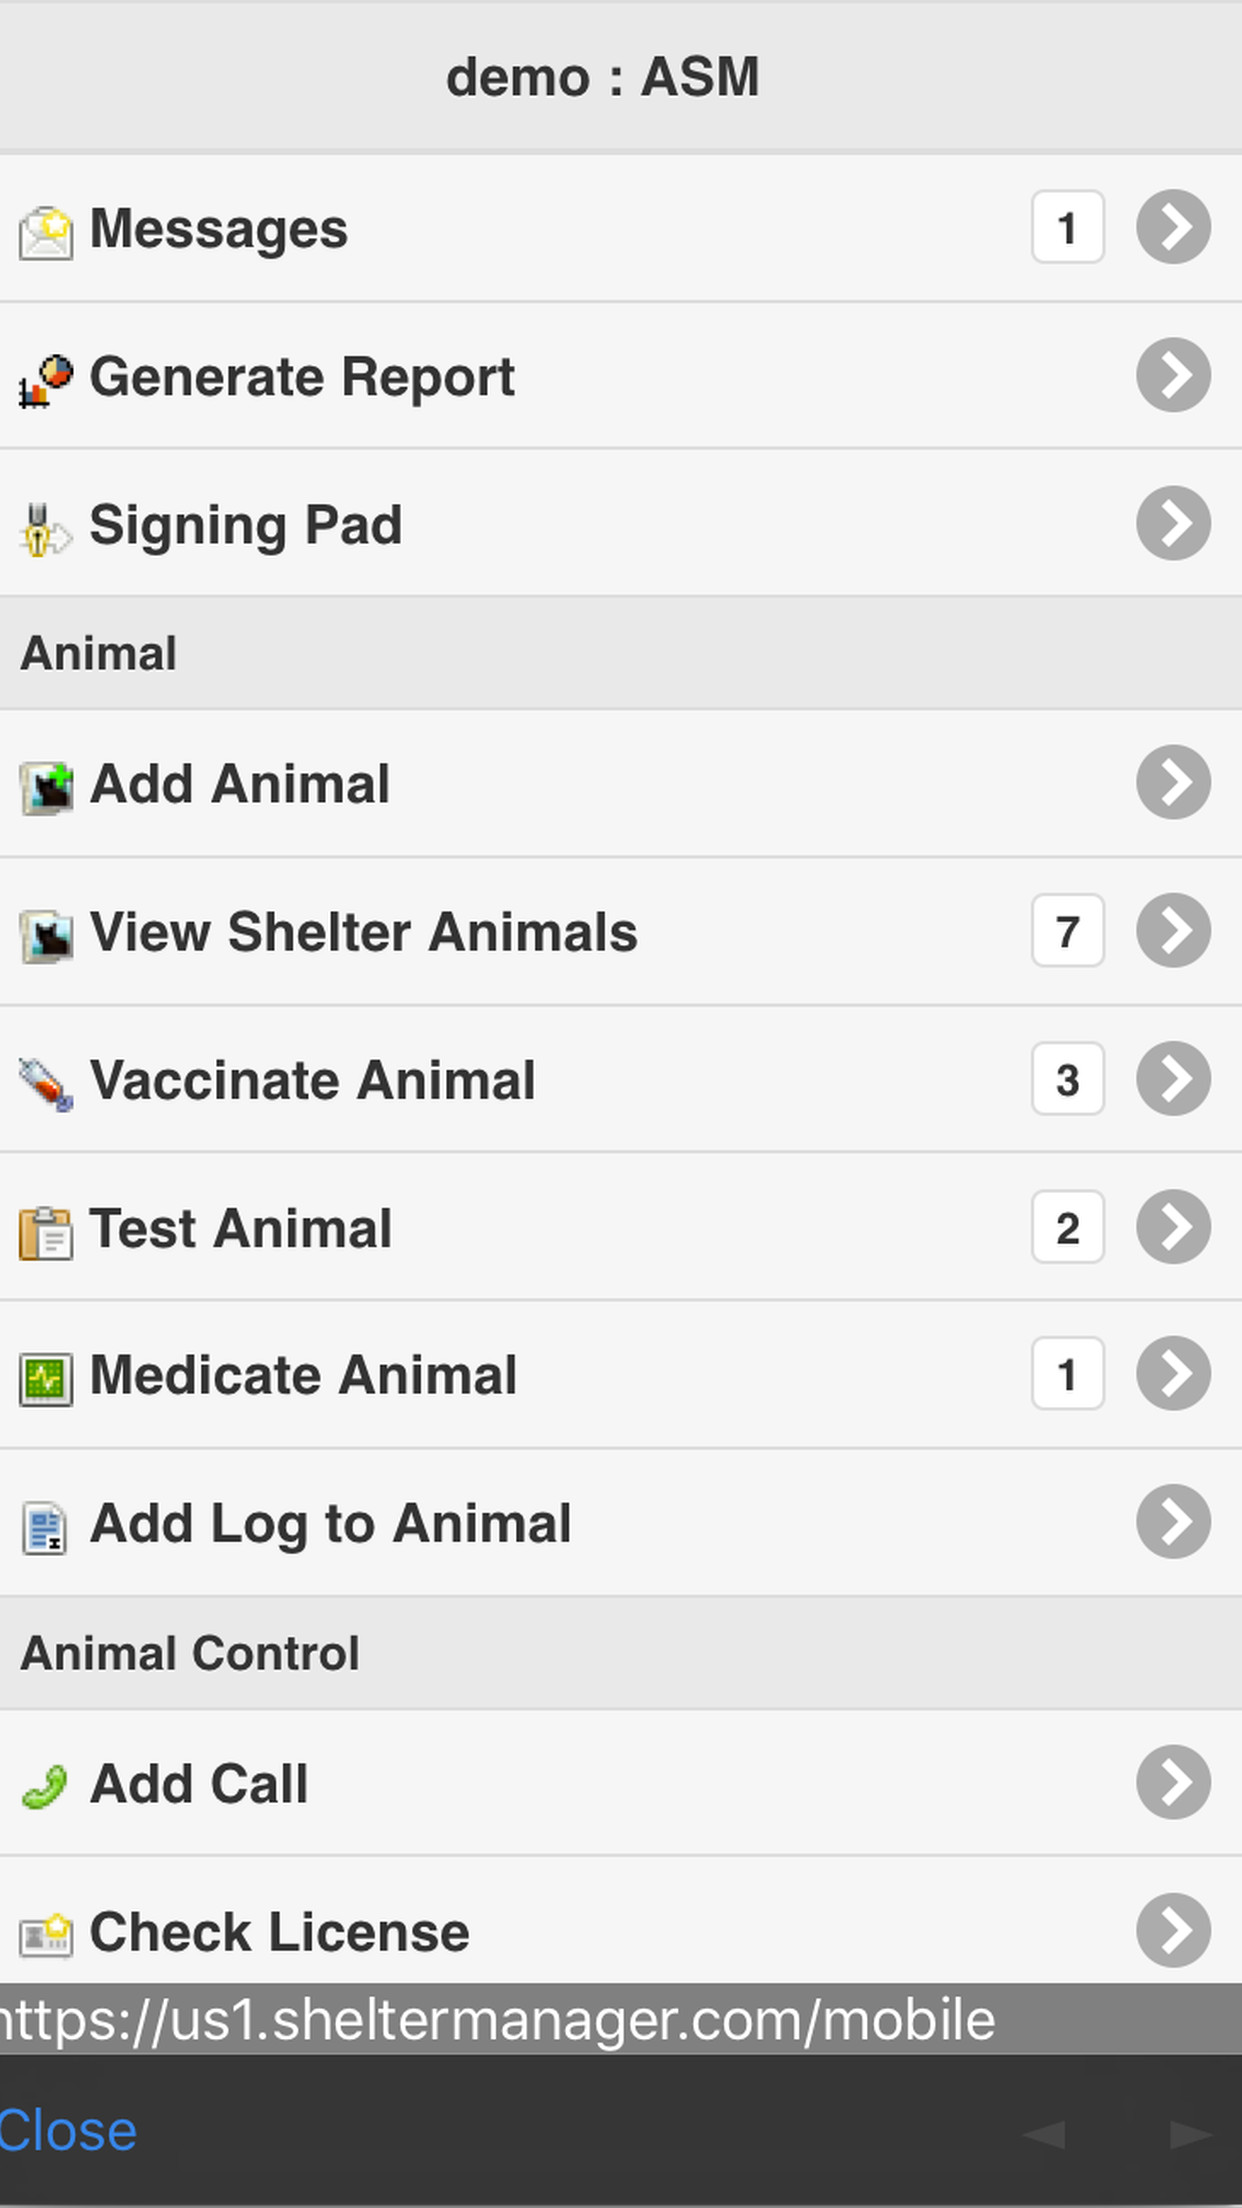 demo : ASM
Messages 1
Generate Report
Signing Pad
Animal
Add Animal
View Shelter Animals 7
Vaccinate Animal 3
Test Animal 2
Medicate Animal 1
Add Log to Animal
Animal Control
Add Call
Check License
https://us1.sheltermanager.com/mobile
Close